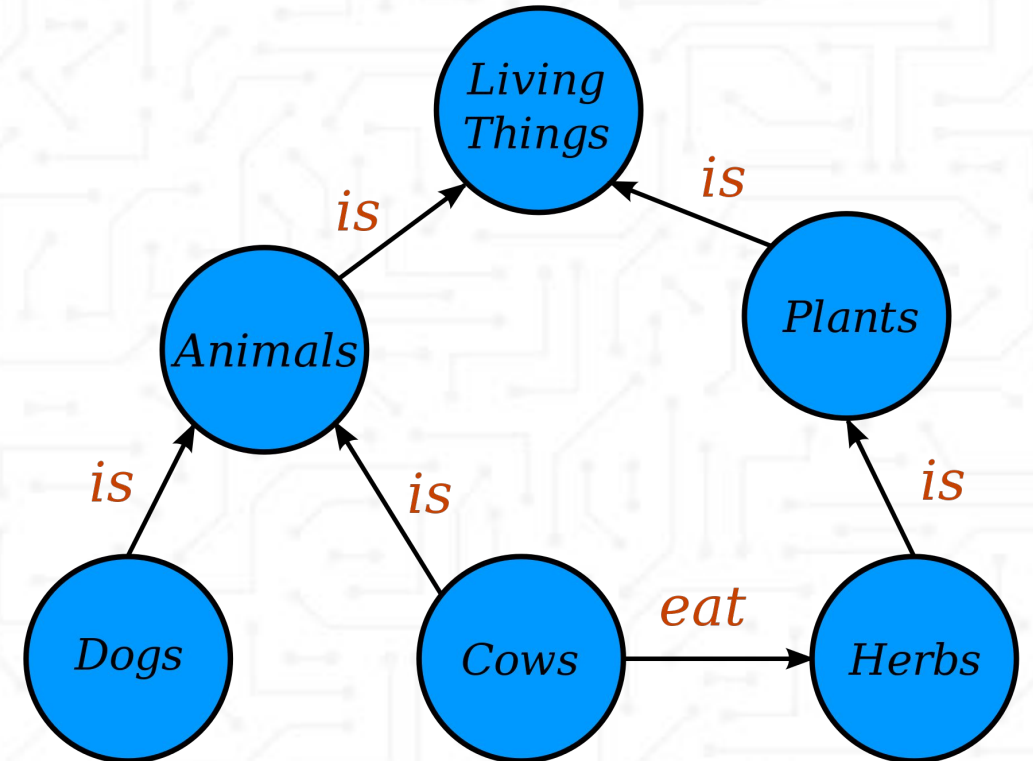 Living
Things
is
is
Plants
Animals
is
is
is
eat
Dogs
Cows
Herbs